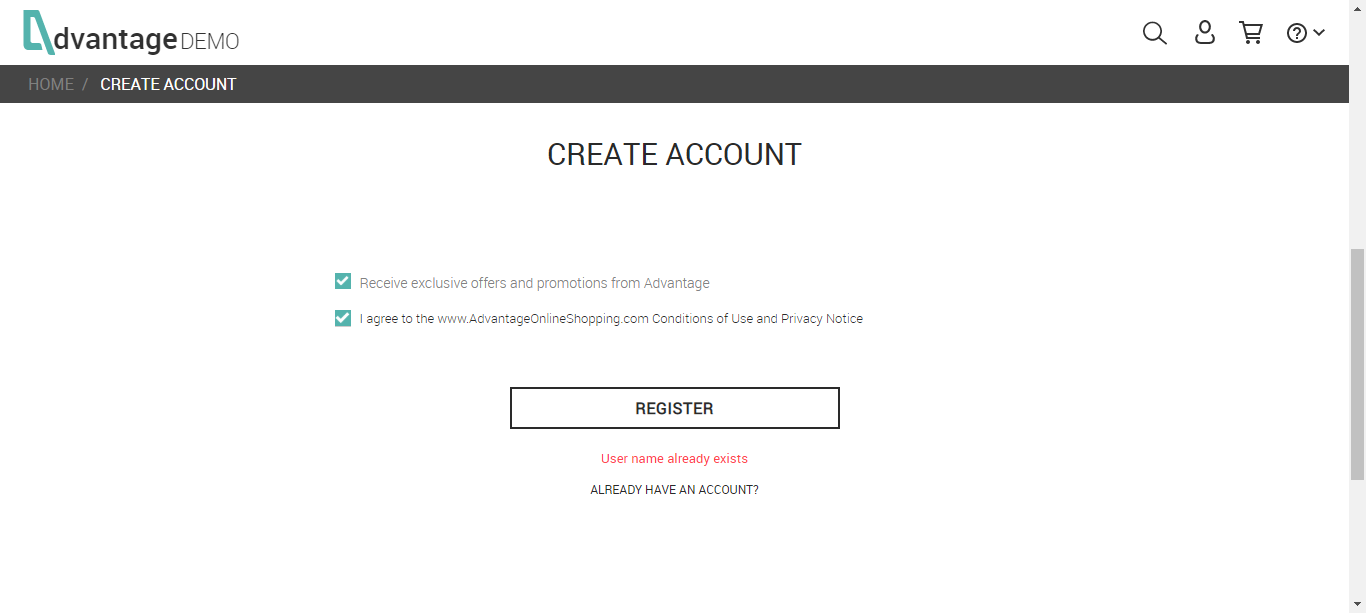 dvantage DEMO
HOME / CREATE ACCOUNT
CREATE ACCOUNT
Receive exclusive offers and promotions from Advantage
I agree to the www.AdvantageOnlineShopping.com Conditions of Use and Privacy Notice
REGISTER
User name already exists
ALREADY HAVE AN ACCOUNT?